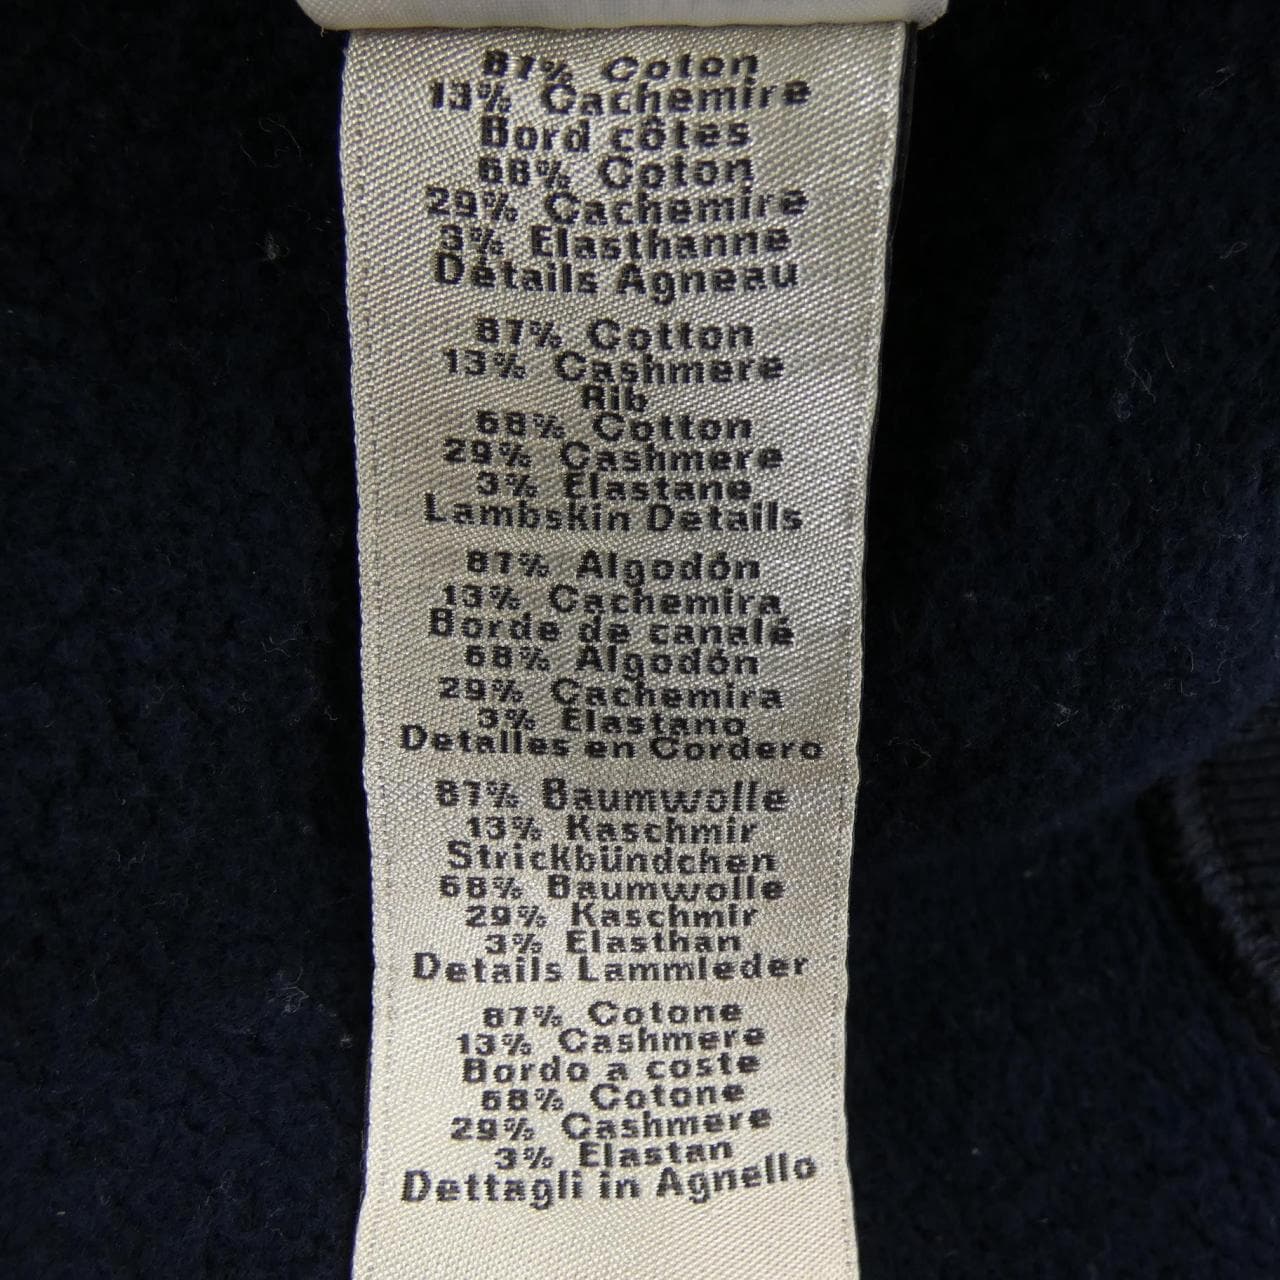 87% Coton
13% Cachemire
Bord côtes
68% Coton
29% Cachemire
3% Elasthanne
Détails Agneau
87% Cotton
13% Cashmere
Rib
68% Cotton
29% Cashmere
3% Elastane
Lambskin Details
87% Algodón
13% Cachemira
Borde de canalé
68% Algodón
29% Cachemira
3% Elastano
Detalles en Cordero
87% Baumwolle
13% Kaschmir
Strickbündchen
68% Baumwolle
29% Kaschmir
3% Elasthan
Details Lammleder
87% Cotone
13% Cashmere
Bordo a coste
68% Cotone
29% Cashmere
3% Elastan
Dettagli in Agnello